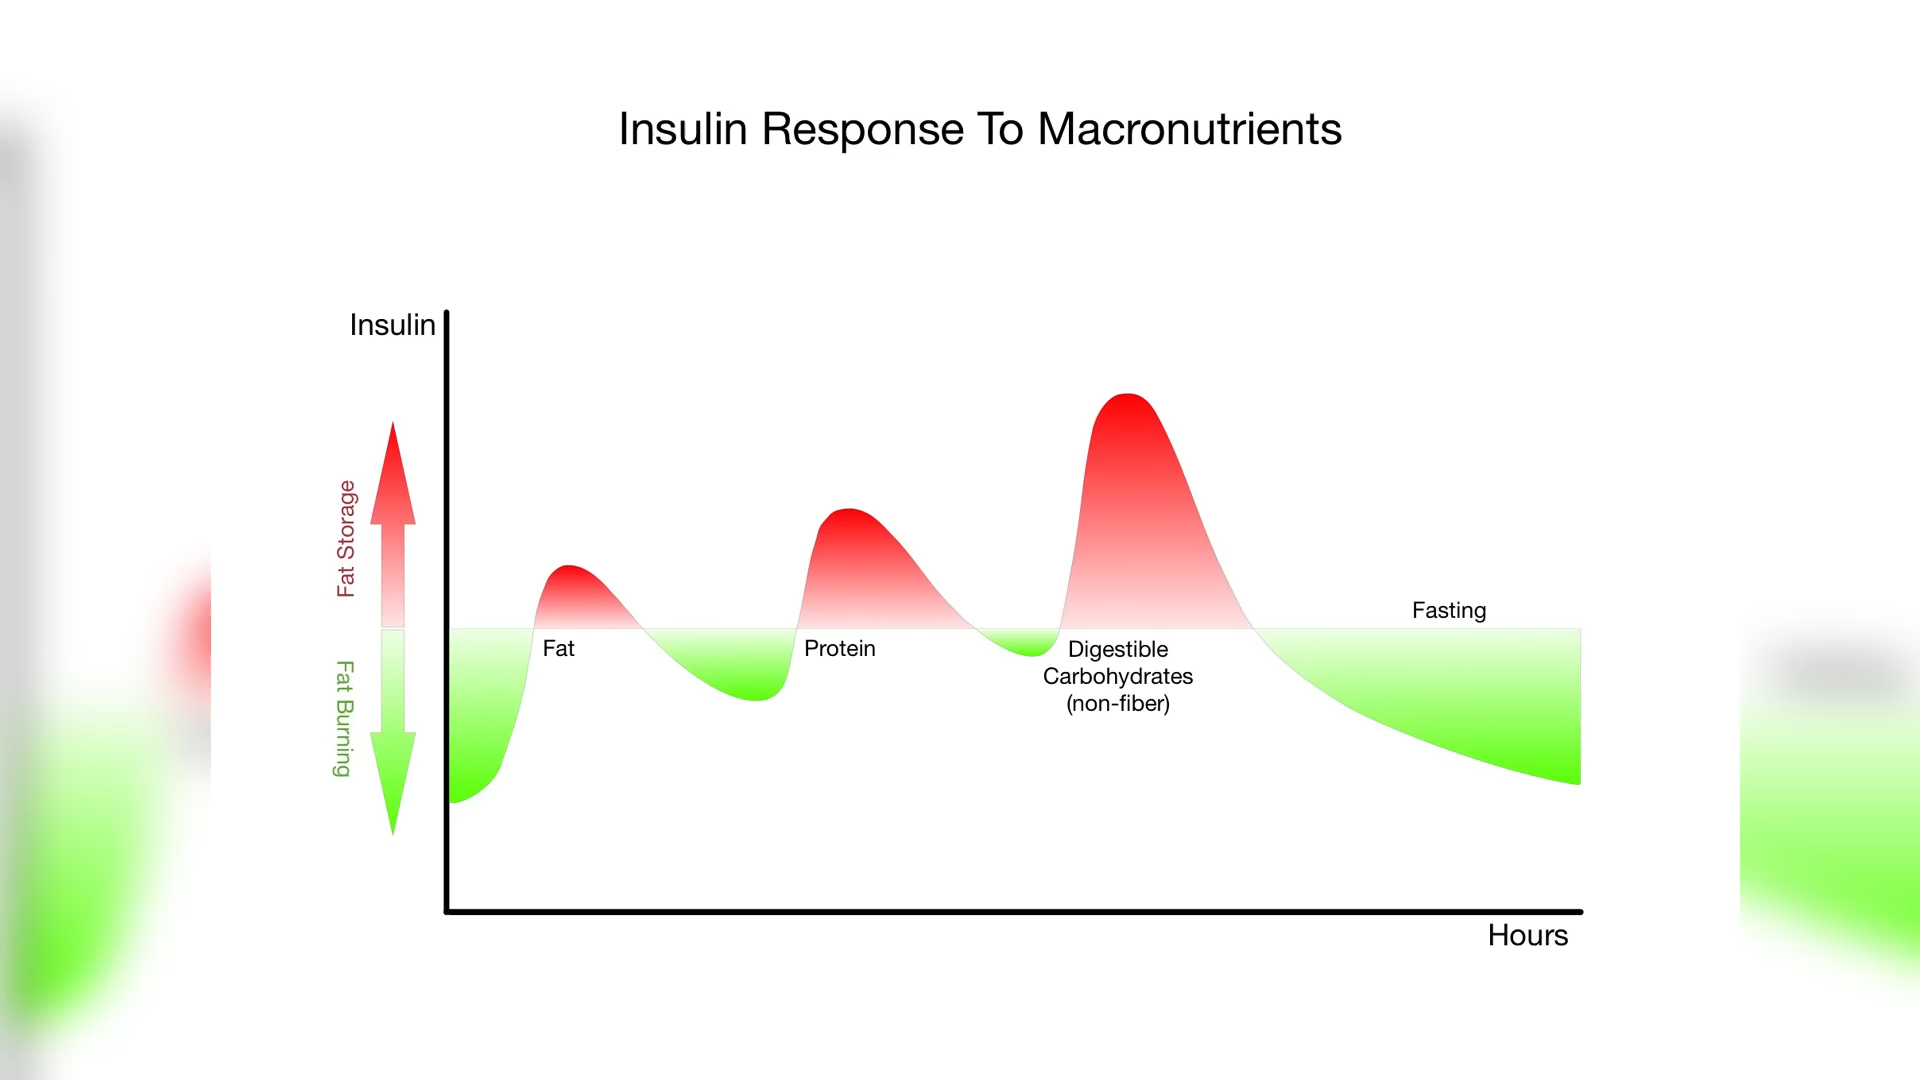 Insulin Response To Macronutrients
Insulin
Fat Storage
Fat Burning
Fat
Protein
Digestible
Carbohydrates
(non-fiber)
Fasting
Hours